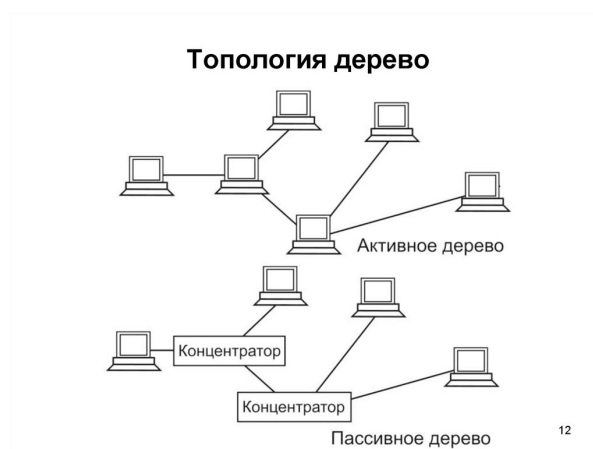 Топология дерево
Активное дерево
Концентратор
Концентратор
Пассивное дерево
12